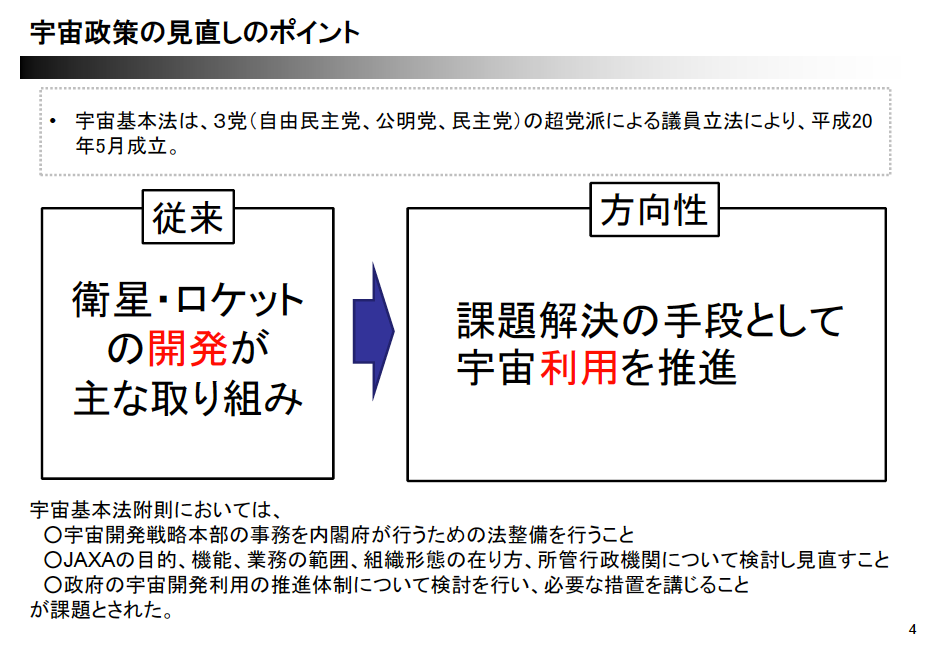 宇宙政策の見直しのポイント
• 宇宙基本法は、３党（自由民主党、公明党、民主党）の超党派による議員立法により、平成20
年5月成立。
従来
衛星・ロケット
の開発が
主な取り組み
方向性
課題解決の手段として
宇宙利用を推進
宇宙基本法附則においては、
〇宇宙開発戦略本部の事務を内閣府が行うための法整備を行うこと
〇JAXAの目的、機能、業務の範囲、組織形態の在り方、所管行政機関について検討し見直すこと
〇政府の宇宙開発利用の推進体制について検討を行い、必要な措置を講じること
が課題とされた。
4